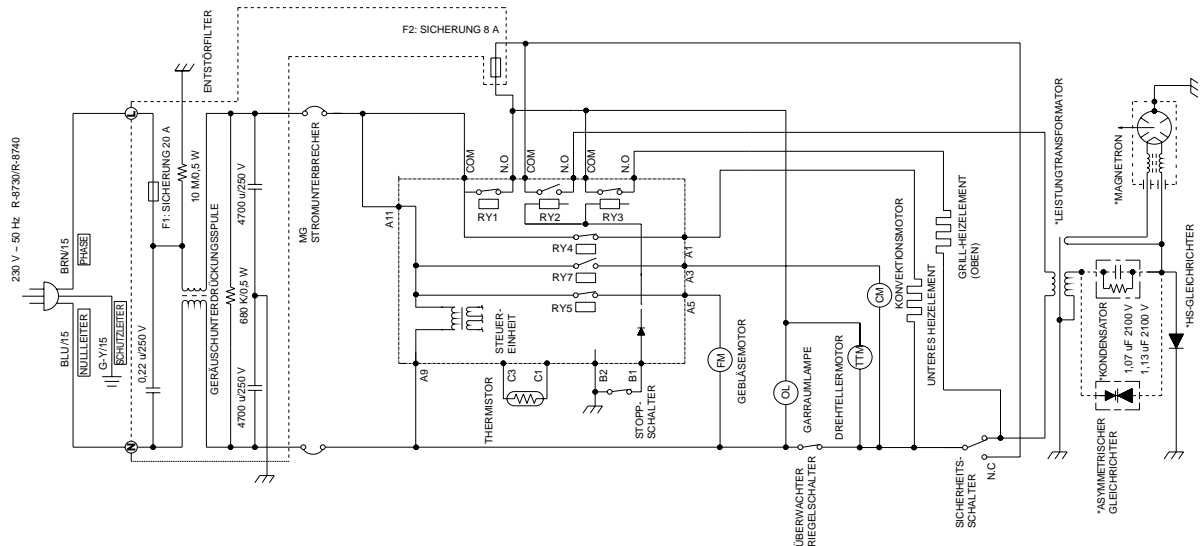 230 V ~ 50 Hz R-8730/R-8740
BRN/15
PHASE
BLU/15
NULLLEITER
G-Y/15
SCHUTZLEITER
L
N
ENTSTÖRFILTER
F1: SICHERUNG 20 A
10 M/0,5 W
0,22 u/250 V
GERÄUSCHUNTERDRÜCKUNGSSPULE
680 K/0,5 W
4700 u/250 V
4700 u/250 V
F2: SICHERUNG 8 A
MG
STROMUNTERBRECHER
COM
N.O
COM
N.O
COM
N.O
A11
RY1
RY2
RY3
RY4
RY7
RY5
A1
A3
A5
STEUER-
EINHEIT
A9
C3
C1
B2
B1
THERMISTOR
STOPP-
SCHALTER
FM
GEBLÄSEMOTOR
OL
GARRAUMLAMPE
TTM
DREHTELLERMOTOR
CM
KONVEKTIONSMOTOR
UNTERES HEIZELEMENT
GRILL-HEIZELEMENT
(OBEN)
ÜBERWACHTER
RIEGELSCHALTER
SICHERHEITS-
SCHALTER
N.C
*LEISTUNGTRANSFORMATOR
*MAGNETRON
*KONDENSATOR
1,07 uF 2100 V
1,13 uF 2100 V
*ASYMMETRISCHER
GLEICHRICHTER
*HS-GLEICHRICHTER